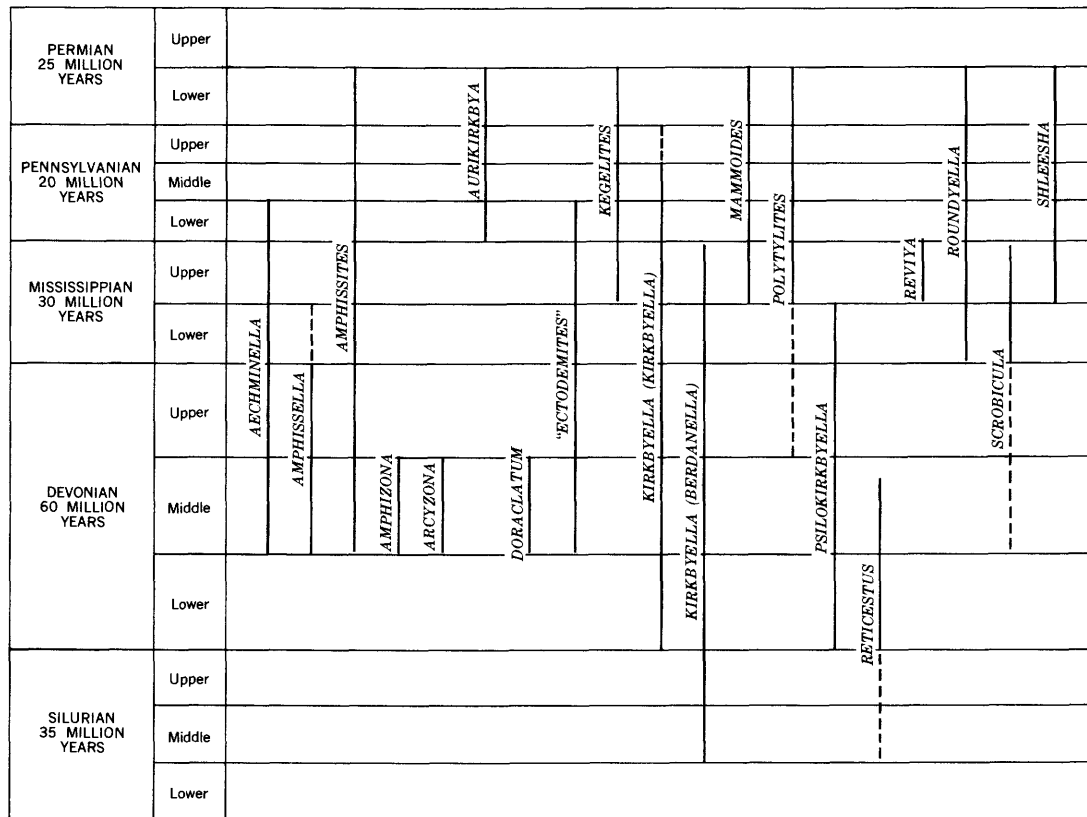 PERMIAN
25 MILLION
YEARS
Upper
Lower
PENNSYLVANIAN
20 MILLION
YEARS
Upper
Middle
Lower
MISSISSIPPIAN
30 MILLION
YEARS
Upper
Lower
DEVONIAN
60 MILLION
YEARS
Upper
Middle
Lower
SILURIAN
35 MILLION
YEARS
Upper
Middle
Lower
AECHMINELLA
AMPHISSELLA
AMPHISSITES
AMPHIZONA
ARCYZONA
AURIKIRKBYA
DORACLATUM
"ECTODEMITES"
KEGELITES
KIRKBYELLA (KIRKBYELLA)
KIRKBYELLA (BERDANELLA)
MAMMOIDES
POLYTYLITES
PSILOKIRKBYELLA
RETICESTUS
REVIYA
ROUNDYELLA
SCROBICULA
SHLEESHA